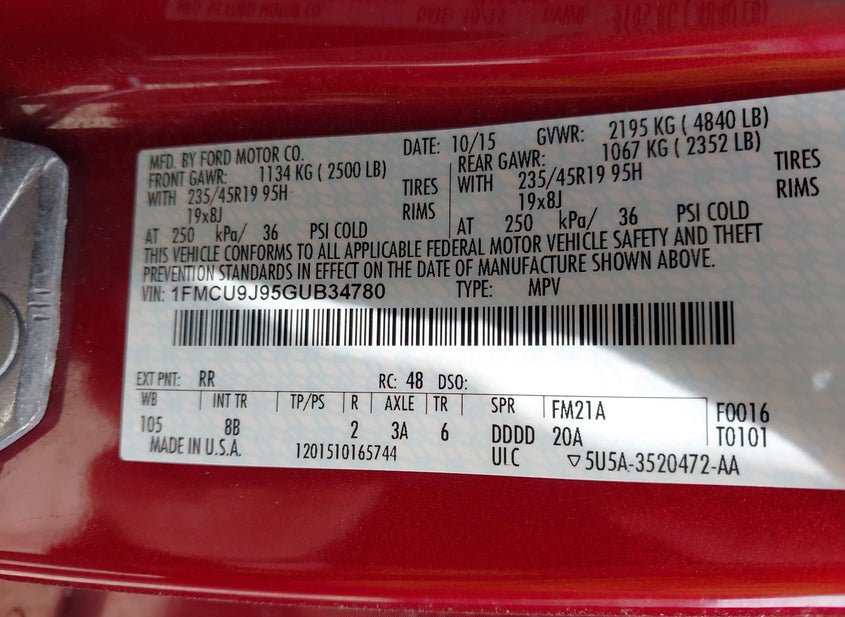 MFD. BY FORD MOTOR CO. DATE: 10/15 GVWR: 2195 KG ( 4840 LB)
FRONT GAWR: 1134 KG ( 2500 LB) REAR GAWR: 1067 KG ( 2352 LB)
WITH 235/45R19 95H TIRES WITH 235/45R19 95H TIRES
19x8J RIMS 19x8J RIMS
AT 250 kPa/ 36 PSI COLD AT 250 kPa/ 36 PSI COLD
THIS VEHICLE CONFORMS TO ALL APPLICABLE FEDERAL MOTOR VEHICLE SAFETY AND THEFT
PREVENTION STANDARDS IN EFFECT ON THE DATE OF MANUFACTURE SHOWN ABOVE.
VIN: 1FMCU9J95GUB34780 TYPE: MPV
EXT PNT: RR RC: 48 DSO:
WB INT TR TP/PS R AXLE TR SPR FM21A F0016
105 8B 2 3A 6 DDDD 20A T0101
MADE IN U.S.A. 1201510165744 ULC ▽5U5A-3520472-AA